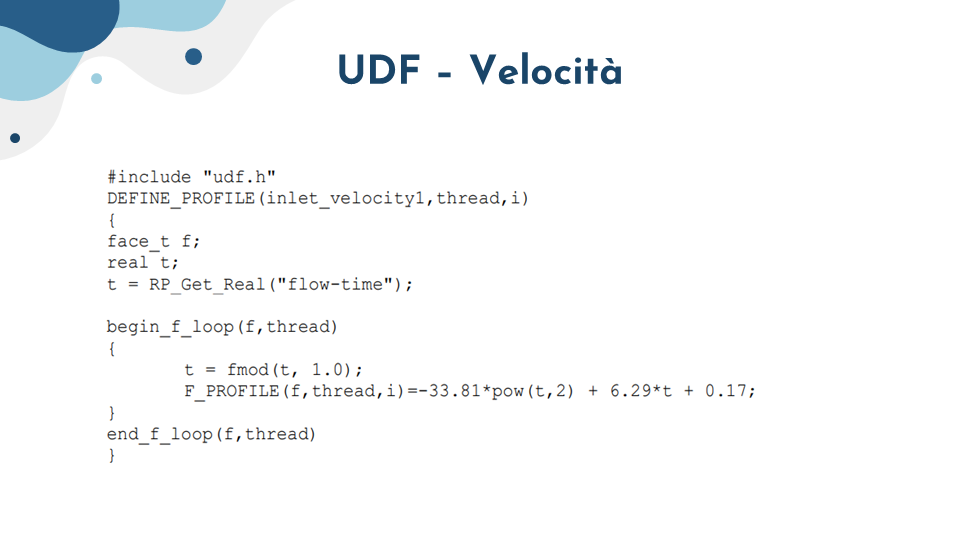 UDF - Velocità
#include "udf.h"
DEFINE_PROFILE(inlet_velocity1,thread,i)
{
face_t f;
real t;
t = RP_Get_Real("flow-time");
begin_f_loop(f,thread)
{
t = fmod(t, 1.0);
F_PROFILE(f,thread,i)=-33.81*pow(t,2) + 6.29*t + 0.17;
}
end_f_loop(f,thread)
}